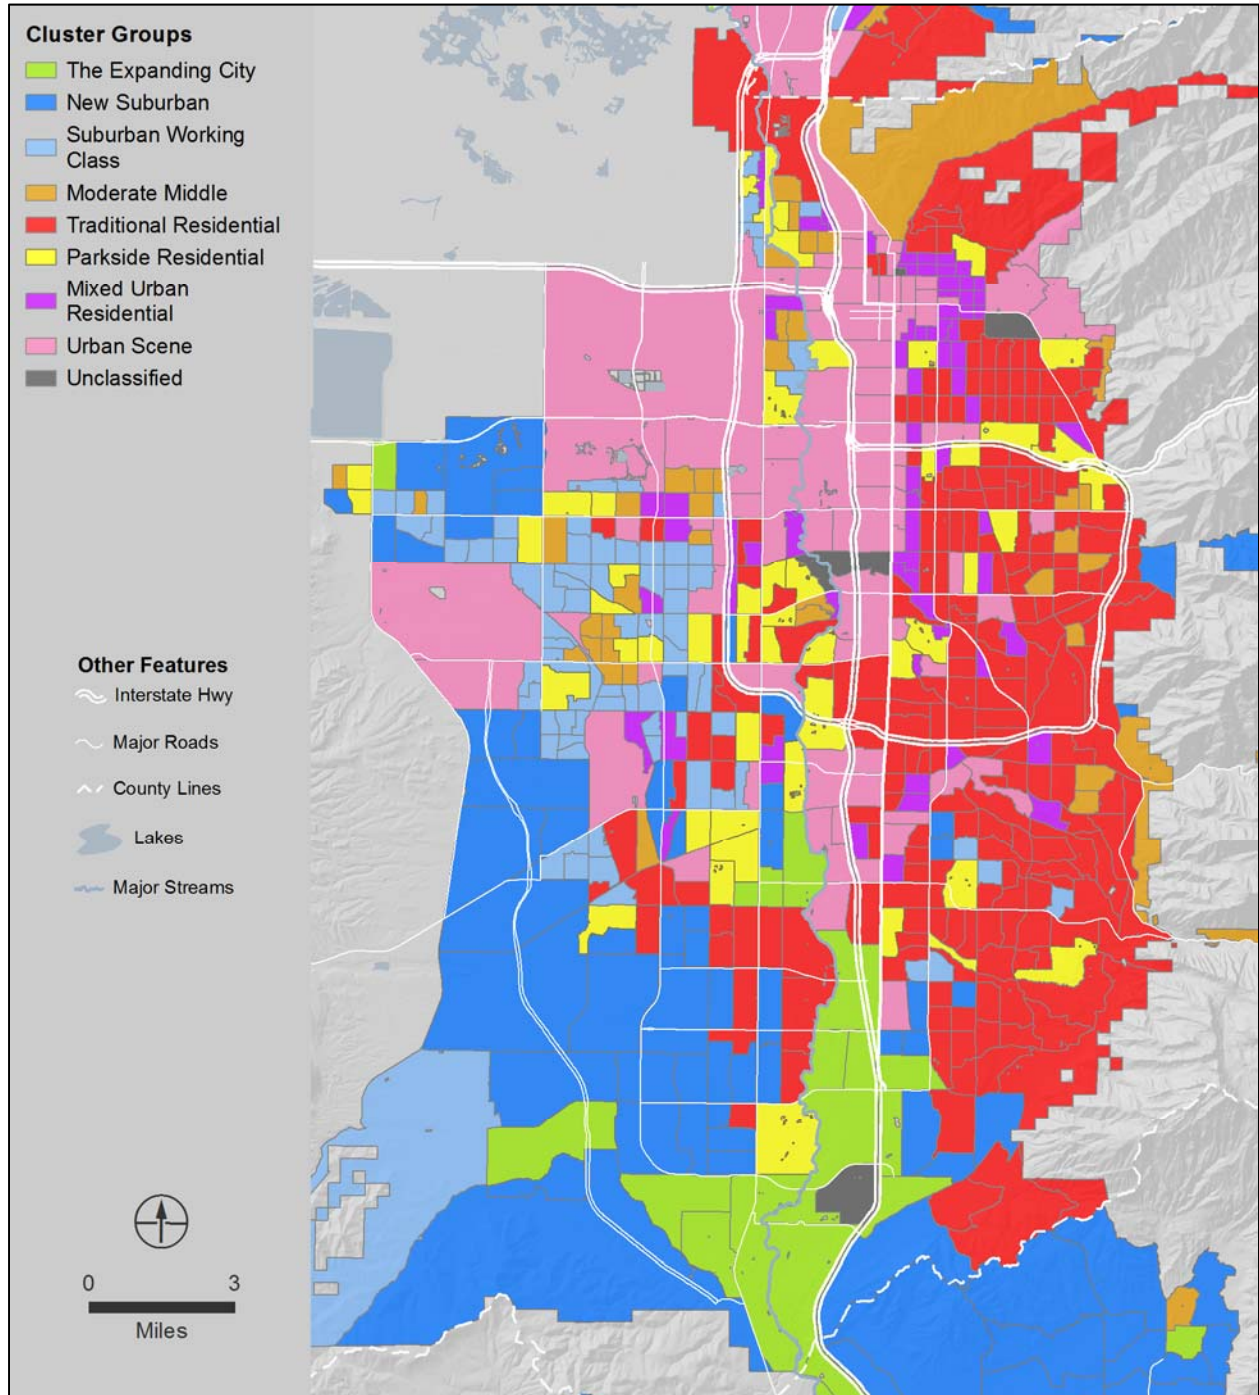 Cluster Groups
The Expanding City
New Suburban
Suburban Working
Class
Moderate Middle
Traditional Residential
Parkside Residential
Mixed Urban
Residential
Urban Scene
Unclassified
Other Features
Interstate Hwy
Major Roads
County Lines
Lakes
Major Streams
0 3
Miles